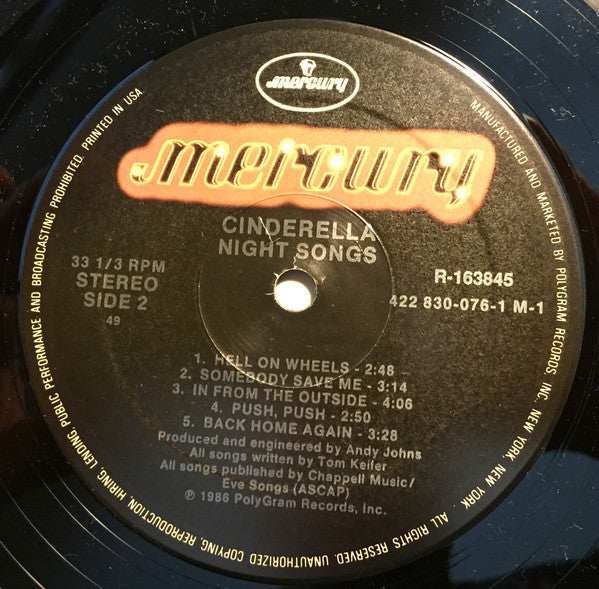 mercury
mercury
CINDERELLA
NIGHT SONGS
33 1/3 RPM
STEREO
SIDE 2
49
R-163845
422 830-076-1 M-1
1. HELL ON WHEELS - 2:48
2. SOMEBODY SAVE ME - 3:14
3. IN FROM THE OUTSIDE - 4:06
4. PUSH, PUSH - 2:50
5. BACK HOME AGAIN - 3:28
Produced and engineered by Andy Johns
All songs written by Tom Keifer
All songs published by Chappell Music/
Eve Songs (ASCAP)
℗ 1986 PolyGram Records, Inc.
MANUFACTURED AND MARKETED BY POLYGRAM RECORDS, INC. NEW YORK, NEW YORK. ALL RIGHTS RESERVED. UNAUTHORIZED COPYING, REPRODUCTION, HIRING, LENDING, PUBLIC PERFORMANCE AND BROADCASTING PROHIBITED. PRINTED IN USA.